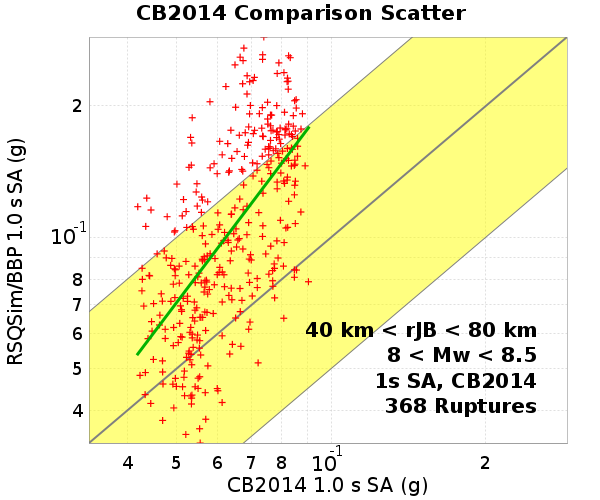 CB2014 Comparison Scatter
RSQSim/BBP 1.0 s SA (g)
2
10-1
8
7
6
5
4
40 km < rJB < 80 km
8 < Mw < 8.5
1s SA, CB2014
368 Ruptures
4 5 6 7 8 10-1 2
CB2014 1.0 s SA (g)